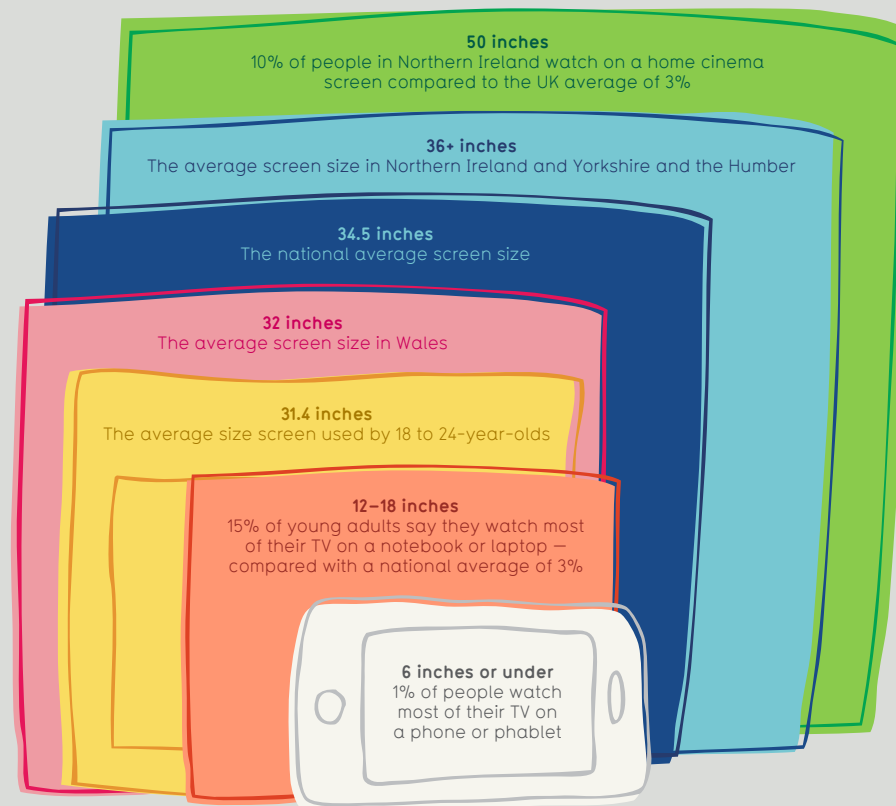 50 inches
10% of people in Northern Ireland watch on a home cinema
screen compared to the UK average of 3%
36+ inches
The average screen size in Northern Ireland and Yorkshire and the Humber
34.5 inches
The national average screen size
32 inches
The average screen size in Wales
31.4 inches
The average size screen used by 18 to 24-year-olds
12–18 inches
15% of young adults say they watch most
of their TV on a notebook or laptop —
compared with a national average of 3%
6 inches or under
1% of people watch
most of their TV on
a phone or phablet